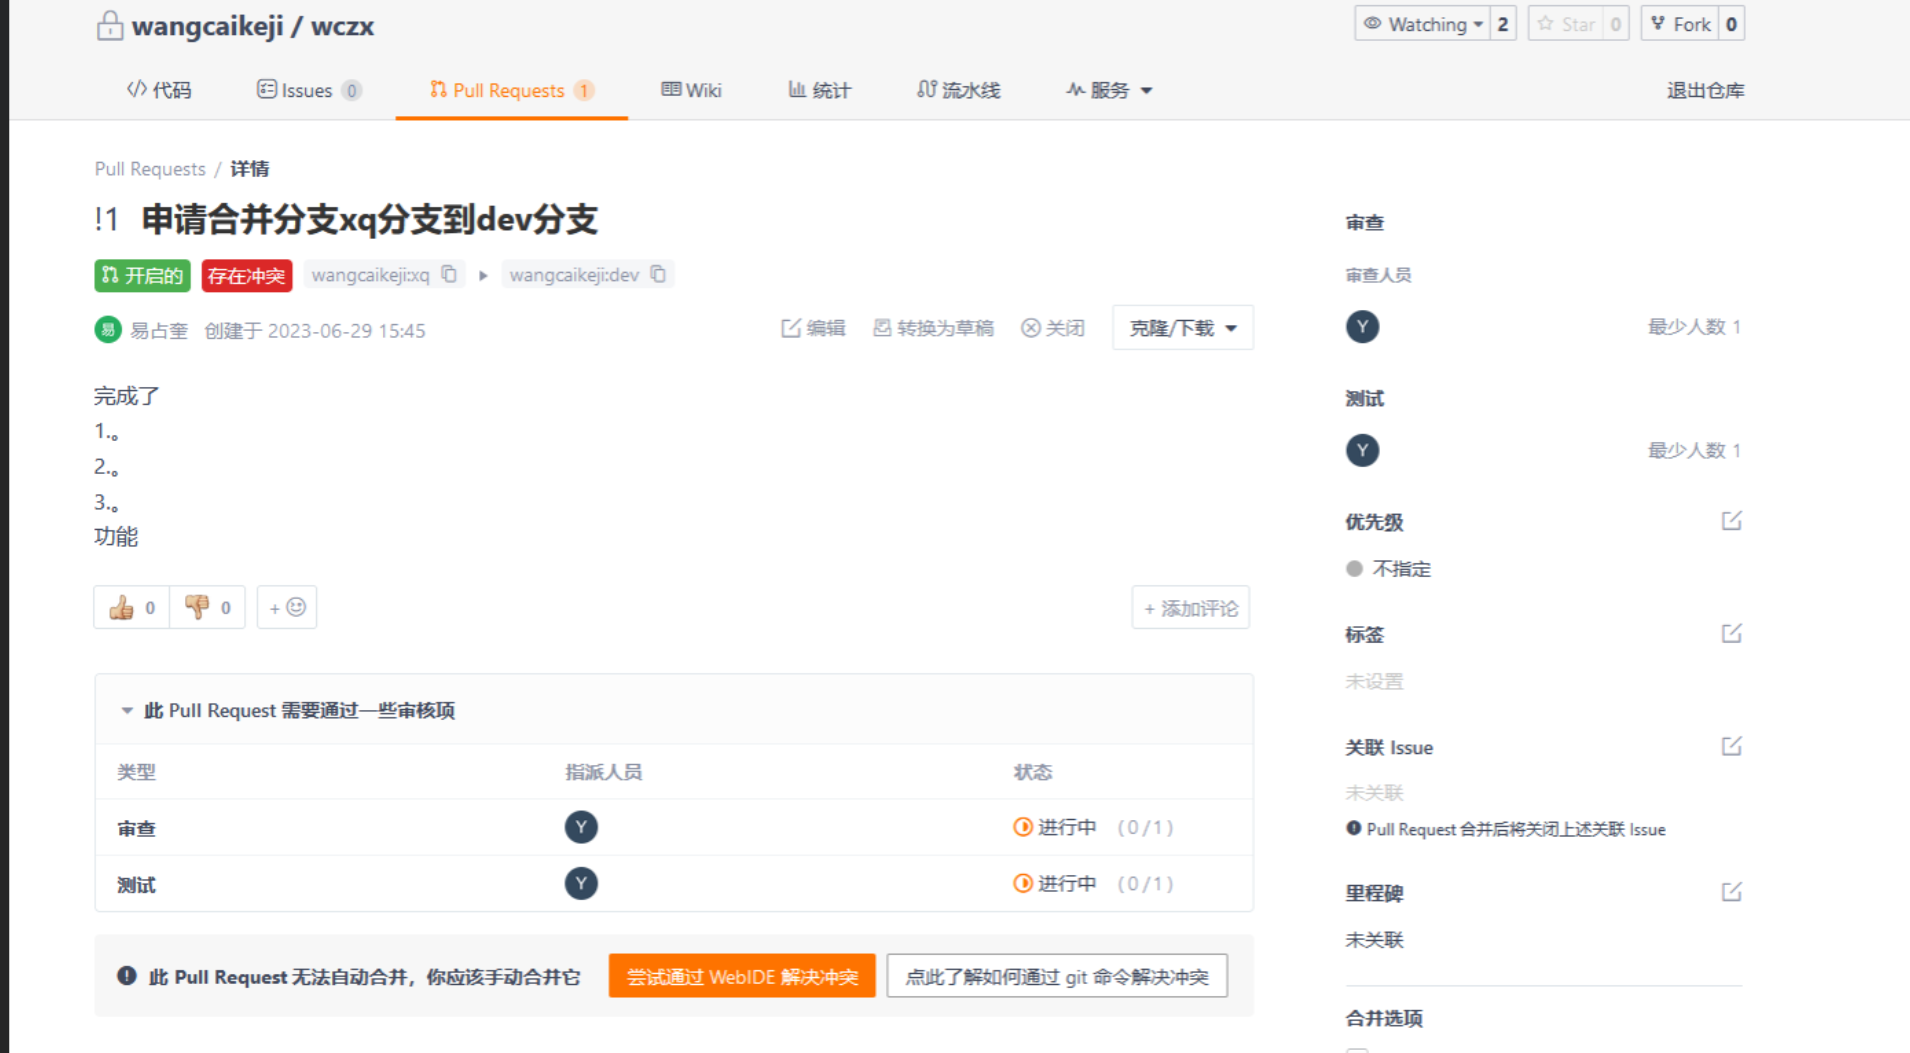 wangcaikeji / wczx
Watching 2 Star 0 Fork 0
代码 Issues 0 Pull Requests 1 Wiki 统计 流水线 服务 退出仓库
Pull Requests / 详情
!1 申请合并分支xq分支到dev分支
开启的 存在冲突 wangcaikeji:xq wangcaikeji:dev
易 易占奎 创建于 2023-06-29 15:45
编辑 转换为草稿 关闭 克隆/下载
完成了
1.。
2.。
3.。
功能
0 0 +
+ 添加评论
此 Pull Request 需要通过一些审核项
类型 指派人员 状态
审查 Y 进行中 (0/1)
测试 Y 进行中 (0/1)
此 Pull Request 无法自动合并，你应该手动合并它 尝试通过 WebIDE 解决冲突 点此了解如何通过 git 命令解决冲突
审查
审查人员
Y 最少人数 1
测试
Y 最少人数 1
优先级
不指定
标签
未设置
关联 Issue
未关联
Pull Request 合并后将关闭上述关联 Issue
里程碑
未关联
合并选项